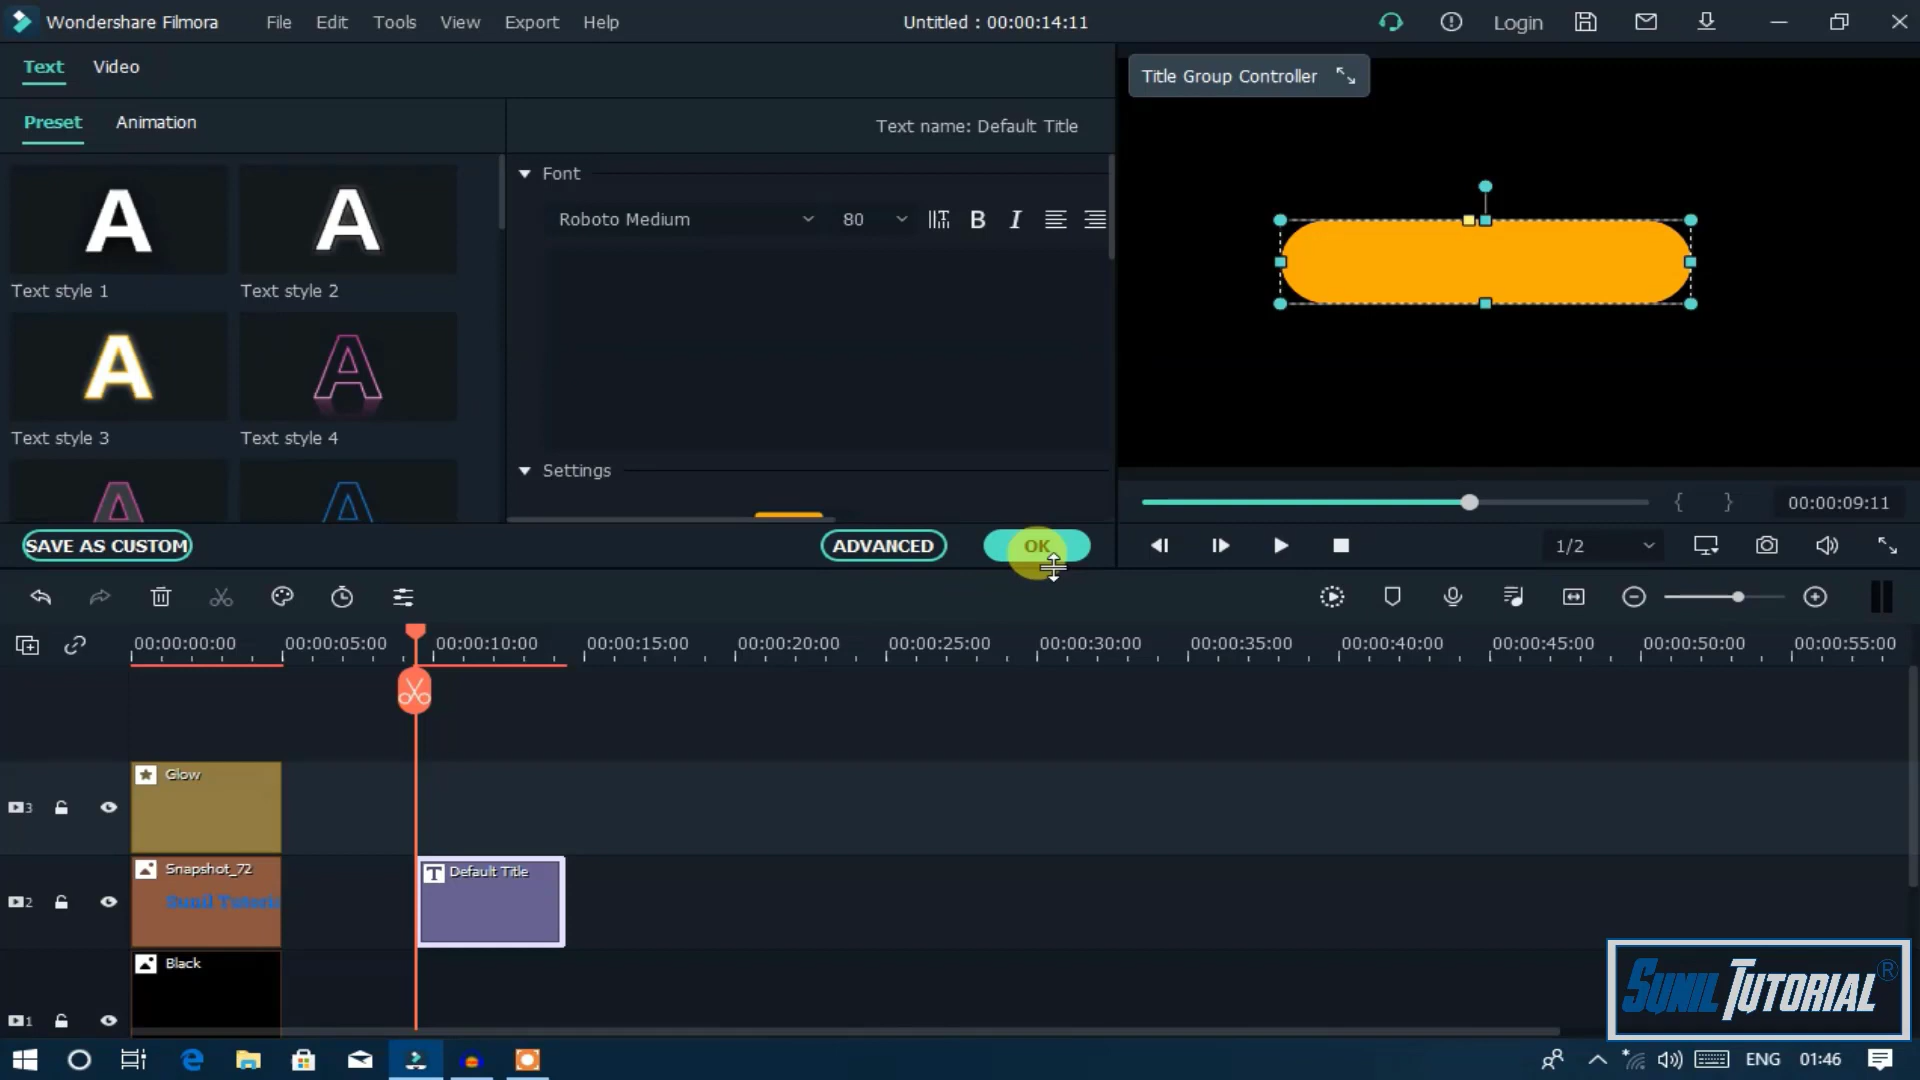 Wondershare Filmora File Edit Tools View Export Help Untitled : 00:00:14:11 Login
Text Video
Title Group Controller
Preset Animation
Text name: Default Title
Font
Roboto Medium 80 B I
Text style 1 Text style 2
Text style 3 Text style 4
Settings
{ } 00:00:09:11
SAVE AS CUSTOM ADVANCED OK
1/2
00:00:00:00 00:00:05:00 00:00:10:00 00:00:15:00 00:00:20:00 00:00:25:00 00:00:30:00 00:00:35:00 00:00:40:00 00:00:45:00 00:00:50:00 00:00:55:00
Glow
3
Snapshot_72
Default Title
2
Sunil Tutoria
Black
1
SUNIL TUTORIAL®
ENG 01:46